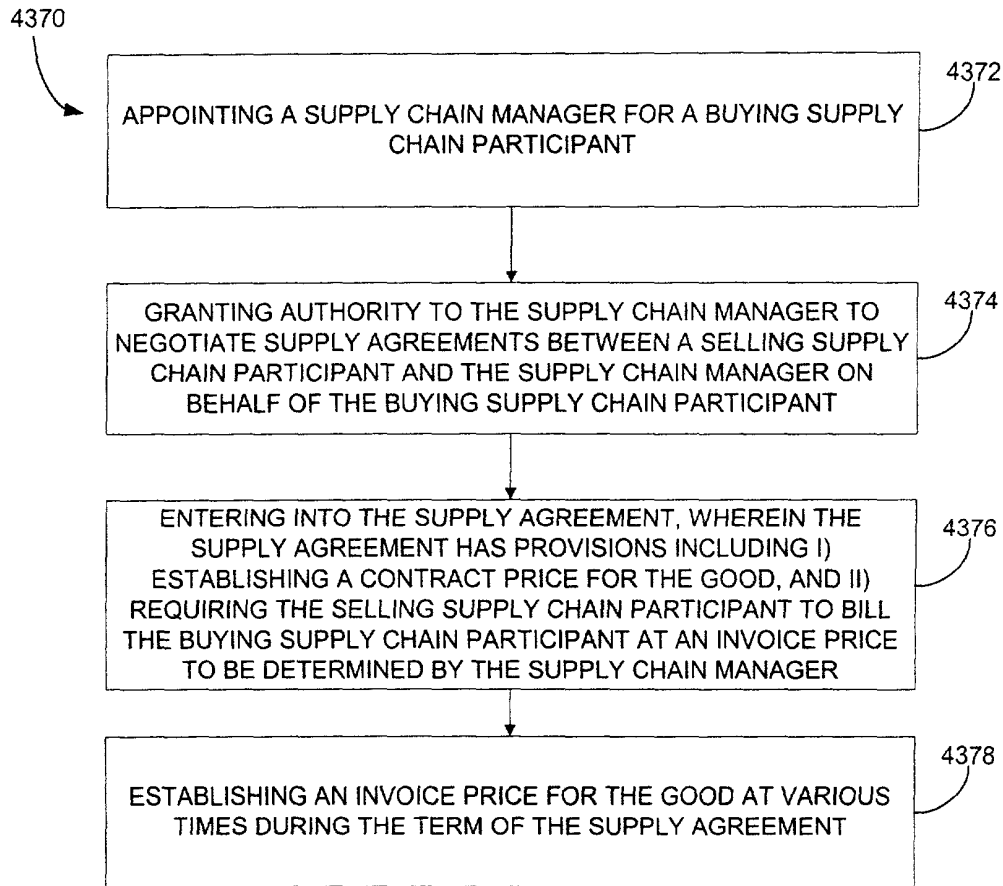 4370
4372
APPOINTING A SUPPLY CHAIN MANAGER FOR A BUYING SUPPLY
CHAIN PARTICIPANT
4374
GRANTING AUTHORITY TO THE SUPPLY CHAIN MANAGER TO
NEGOTIATE SUPPLY AGREEMENTS BETWEEN A SELLING SUPPLY
CHAIN PARTICIPANT AND THE SUPPLY CHAIN MANAGER ON
BEHALF OF THE BUYING SUPPLY CHAIN PARTICIPANT
4376
ENTERING INTO THE SUPPLY AGREEMENT, WHEREIN THE
SUPPLY AGREEMENT HAS PROVISIONS INCLUDING I)
ESTABLISHING A CONTRACT PRICE FOR THE GOOD, AND II)
REQUIRING THE SELLING SUPPLY CHAIN PARTICIPANT TO BILL
THE BUYING SUPPLY CHAIN PARTICIPANT AT AN INVOICE PRICE
TO BE DETERMINED BY THE SUPPLY CHAIN MANAGER
4378
ESTABLISHING AN INVOICE PRICE FOR THE GOOD AT VARIOUS
TIMES DURING THE TERM OF THE SUPPLY AGREEMENT